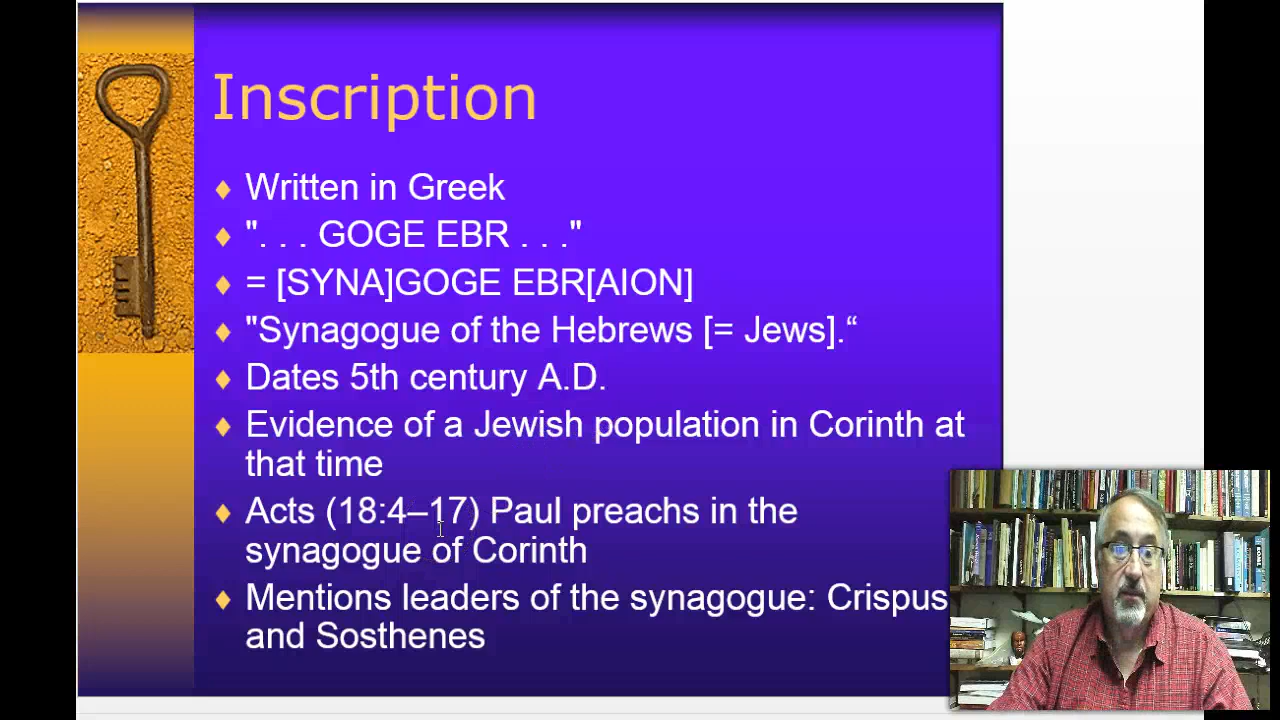 Inscription
Written in Greek
". . . GOGE EBR . . ."
= [SYNA]GOGE EBR[AION]
"Synagogue of the Hebrews [= Jews].“
Dates 5th century A.D.
Evidence of a Jewish population in Corinth at
that time
Acts (18:4–17) Paul preachs in the
synagogue of Corinth
Mentions leaders of the synagogue: Crispus
and Sosthenes